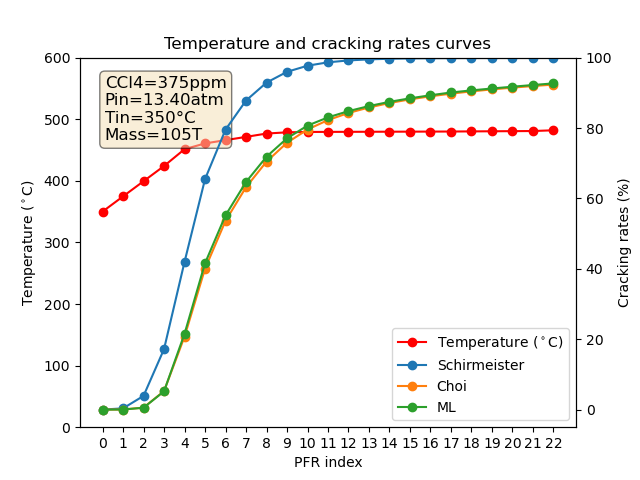 Temperature and cracking rates curves
CCl4=375ppm
Pin=13.40atm
Tin=350°C
Mass=105T
600
500
400
300
200
100
0
Temperature (°C)
100
80
60
40
20
0
Cracking rates (%)
Temperature (°C)
Schirmeister
Choi
ML
0 1 2 3 4 5 6 7 8 9 10 11 12 13 14 15 16 17 18 19 20 21 22
PFR index